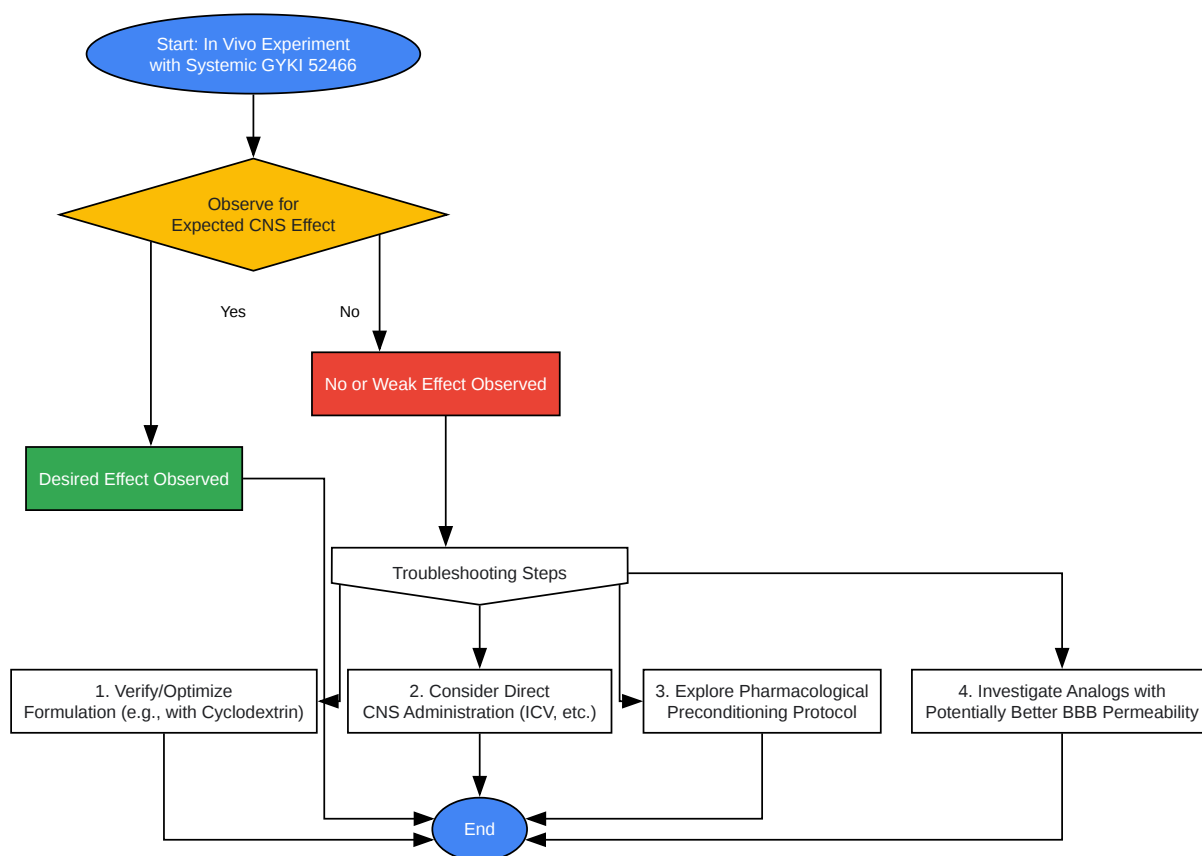 Start: In Vivo Experiment
with Systemic GYKI 52466
Observe for
Expected CNS Effect
Yes
No
No or Weak Effect Observed
Desired Effect Observed
Troubleshooting Steps
1. Verify/Optimize
Formulation (e.g., with Cyclodextrin)
2. Consider Direct
CNS Administration (ICV, etc.)
3. Explore Pharmacological
Preconditioning Protocol
4. Investigate Analogs with
Potentially Better BBB Permeability
End